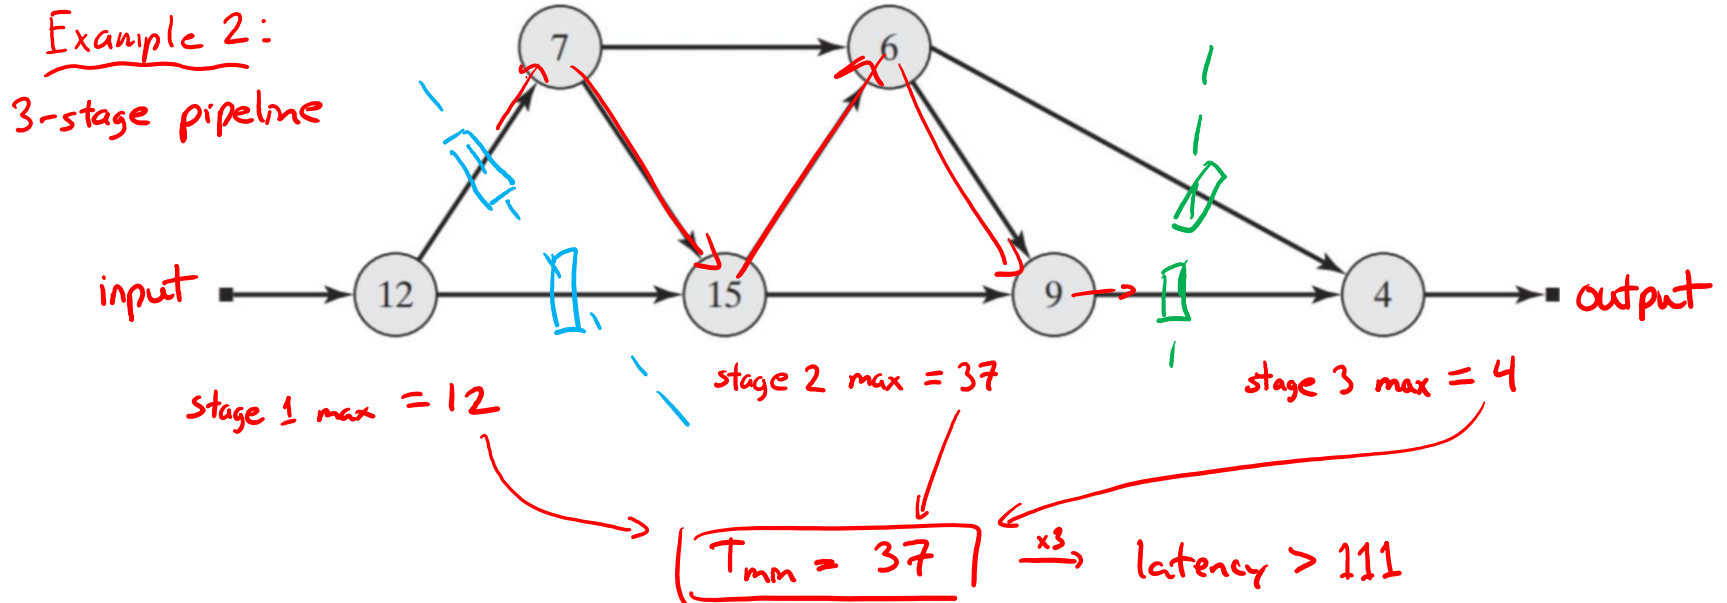 Example 2:
3-stage pipeline
7
6
input
12
15
9
4
output
stage 1 max = 12
stage 2 max = 37
stage 3 max = 4
Tmin = 37
x3
latency > 111